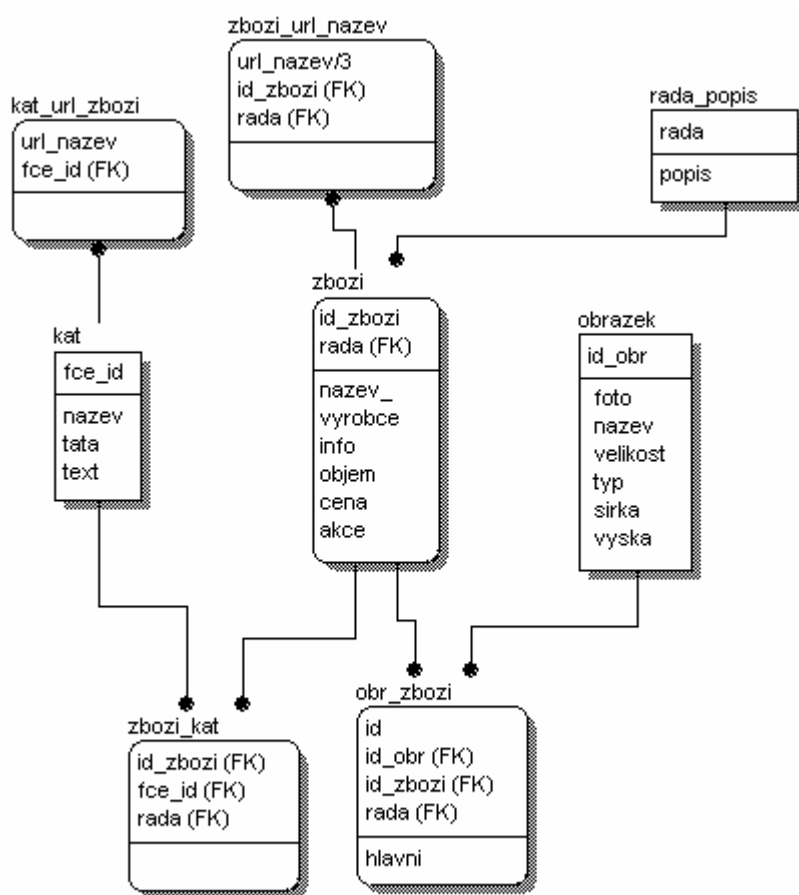 zbozi_url_nazev
url_nazev/3
id_zbozi (FK)
rada (FK)
kat_url_zbozi
url_nazev
fce_id (FK)
rada_popis
rada
popis
zbozi
id_zbozi
rada (FK)
nazev_
vyrobce
info
objem
cena
akce
kat
fce_id
nazev
tata
text
obrazek
id_obr
foto
nazev
velikost
typ
sirka
vyska
zbozi_kat
id_zbozi (FK)
fce_id (FK)
rada (FK)
obr_zbozi
id
id_obr (FK)
id_zbozi (FK)
rada (FK)
hlavni